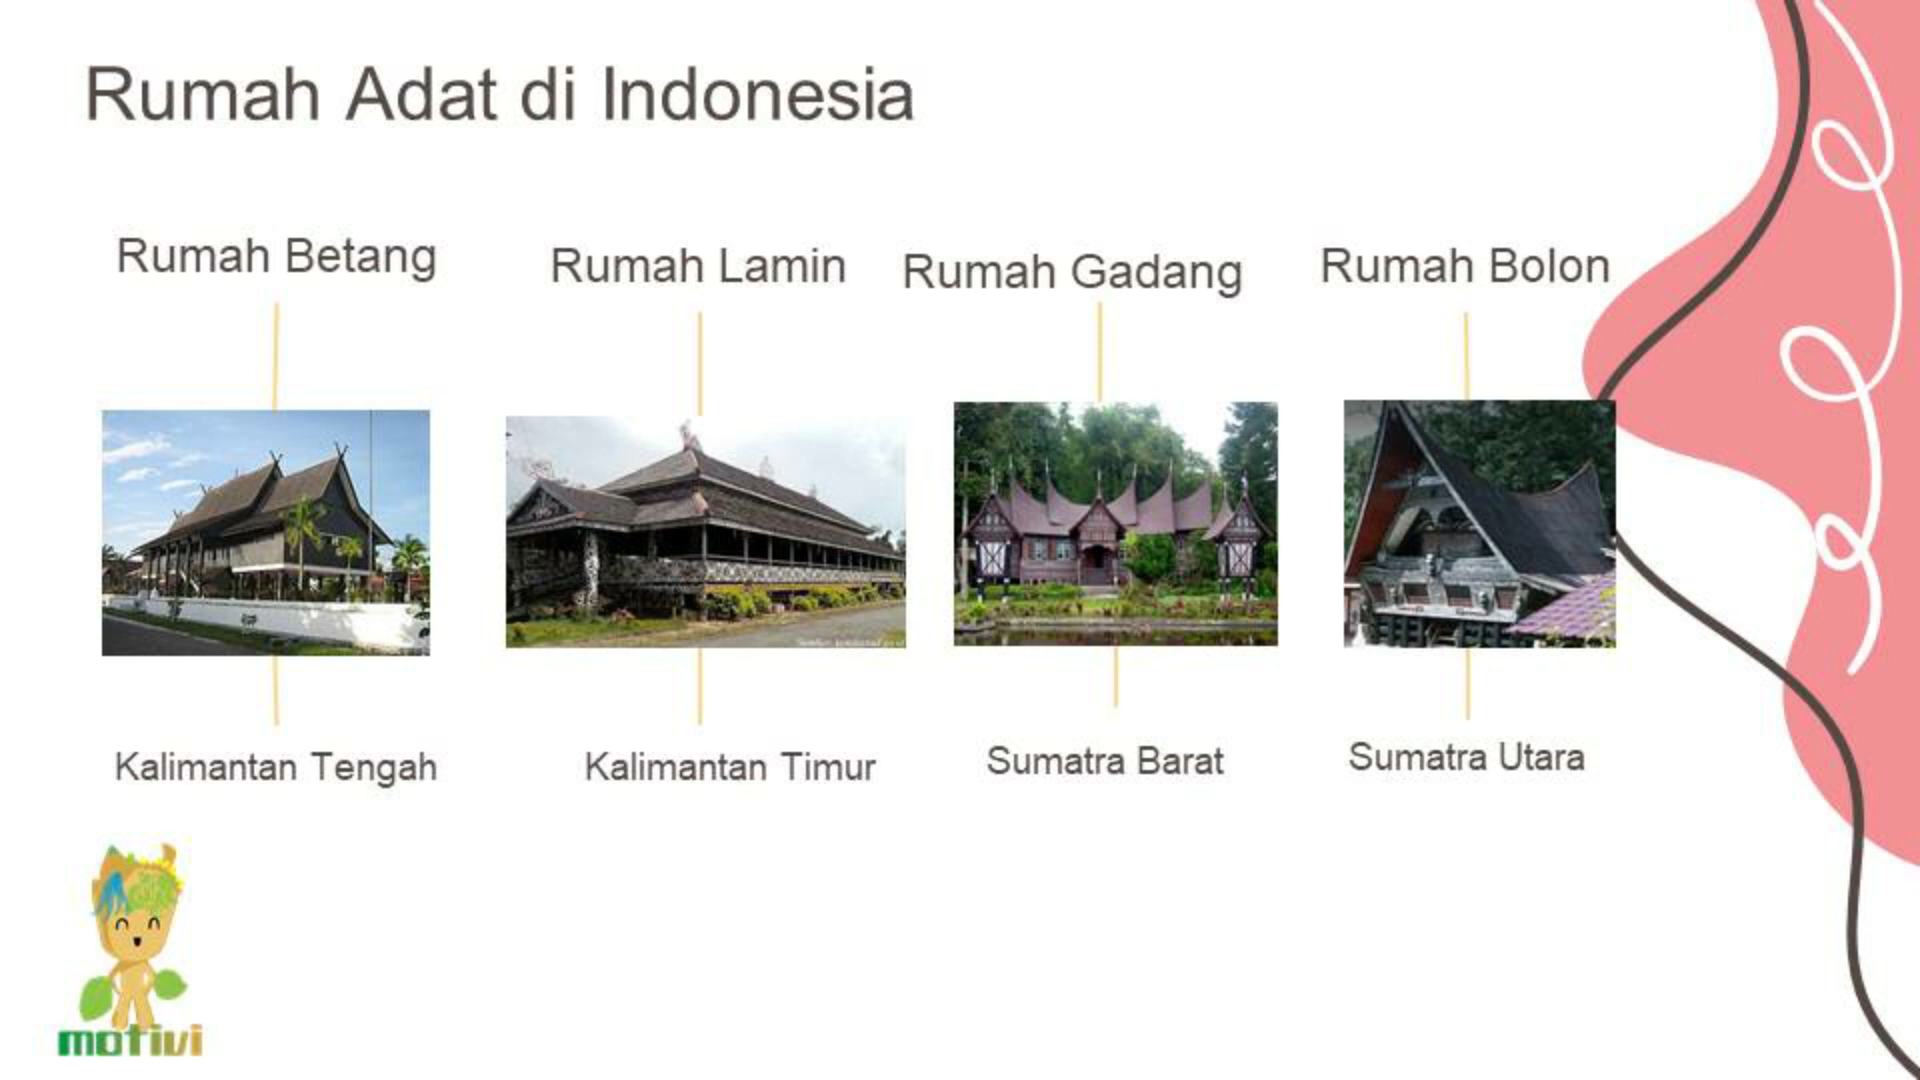 Rumah Adat di Indonesia
Rumah Betang
Rumah Lamin
Rumah Gadang
Rumah Bolon
Kalimantan Tengah
Kalimantan Timur
Sumatra Barat
Sumatra Utara
motivi